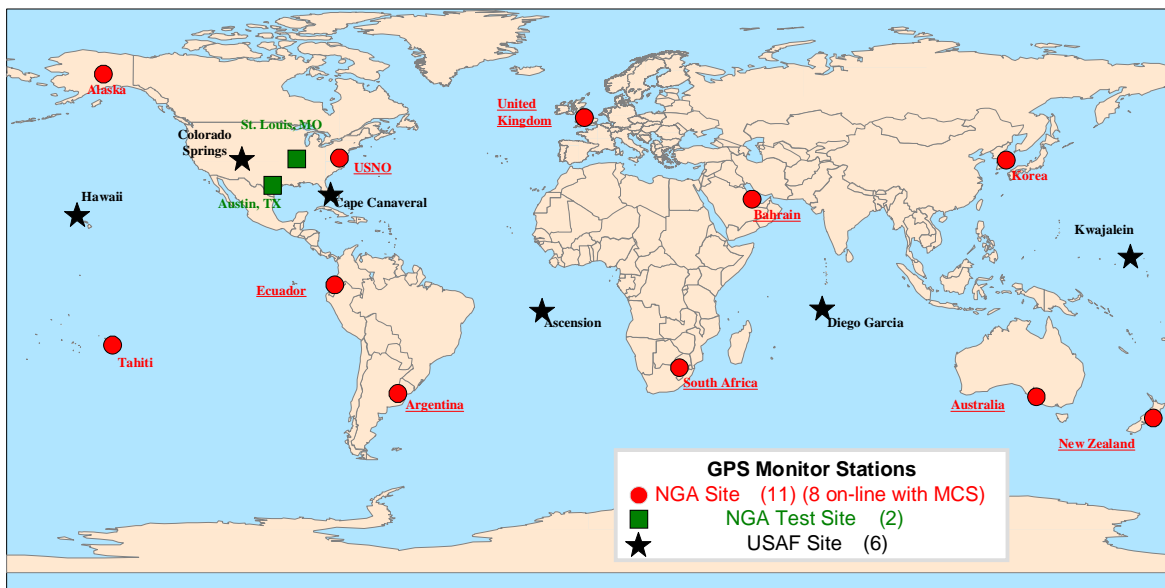 Alaska
United
Kingdom
St. Louis, MO
Colorado
Springs
USNO
Korea
Hawaii
Austin, TX
Cape Canaveral
Bahrain
Kwajalein
Ecuador
Ascension
Diego Garcia
Tahiti
South Africa
Argentina
Australia
New Zealand
GPS Monitor Stations
NGA Site (11) (8 on-line with MCS)
NGA Test Site (2)
USAF Site (6)